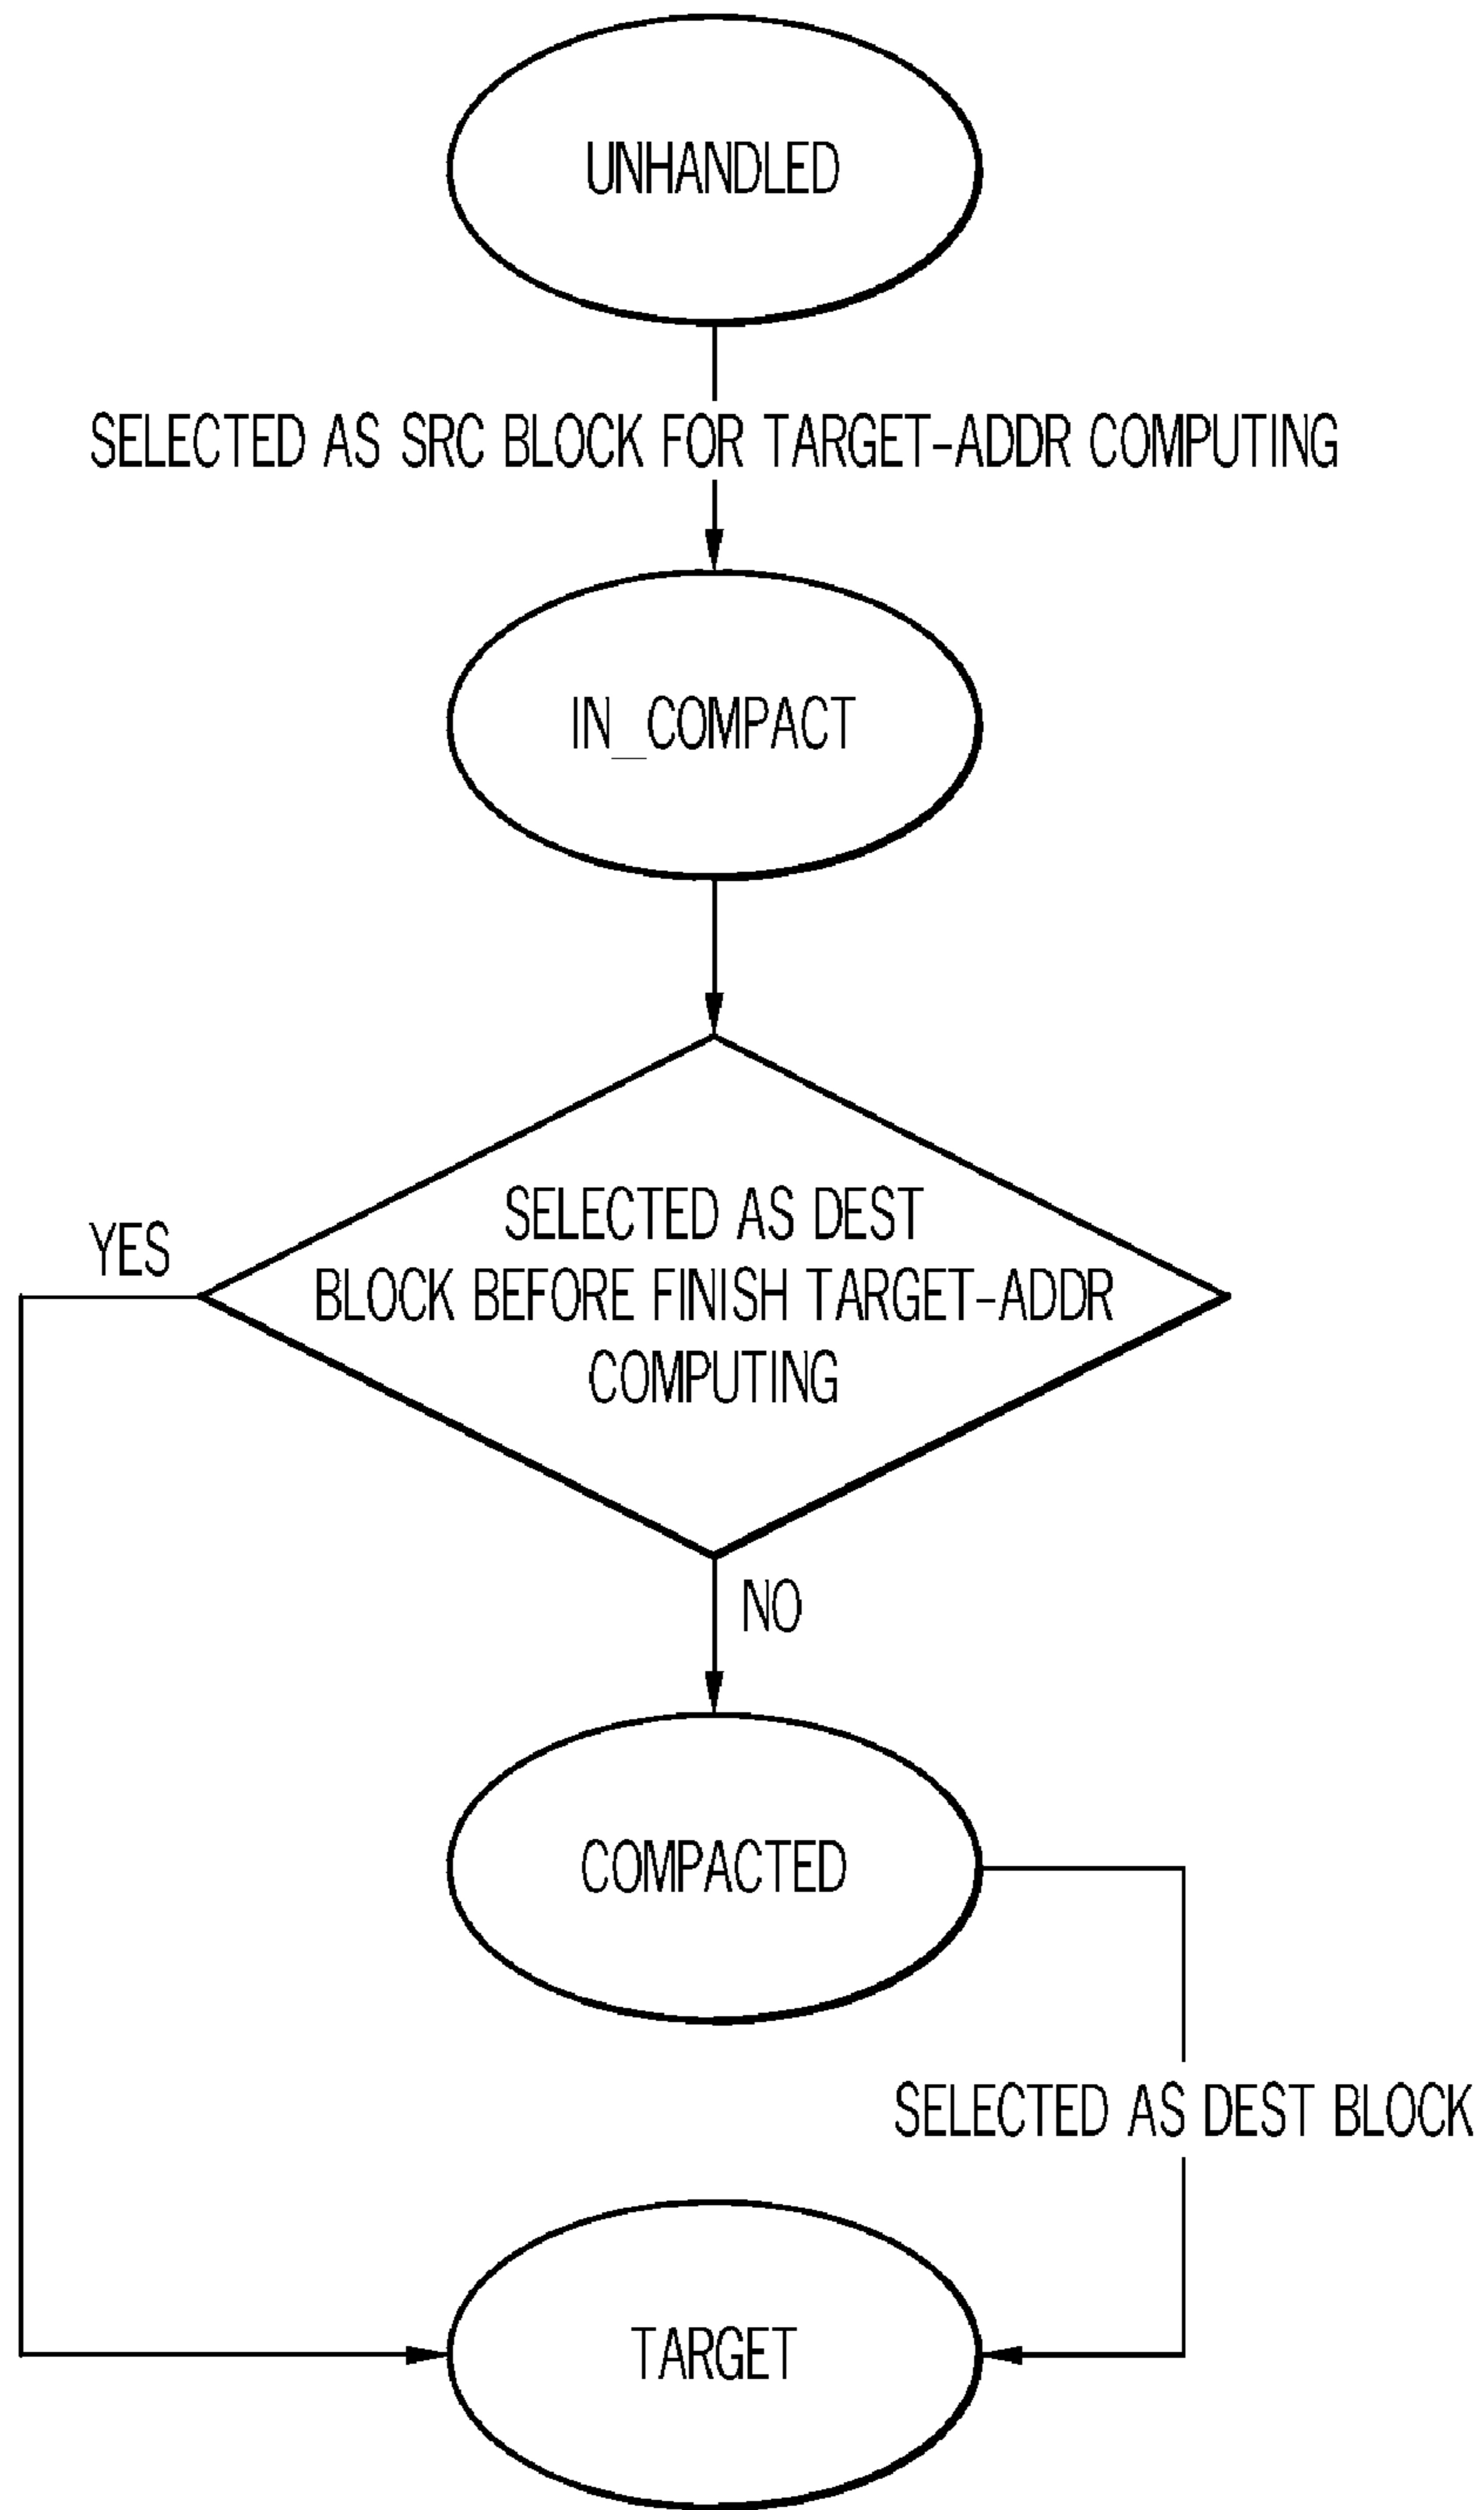 UNHANDLED
SELECTED AS SRC BLOCK FOR TARGET-ADDR COMPUTING
IN_COMPACT
SELECTED AS DEST
BLOCK BEFORE FINISH TARGET-ADDR
COMPUTING
YES
NO
COMPACTED
SELECTED AS DEST BLOCK
TARGET